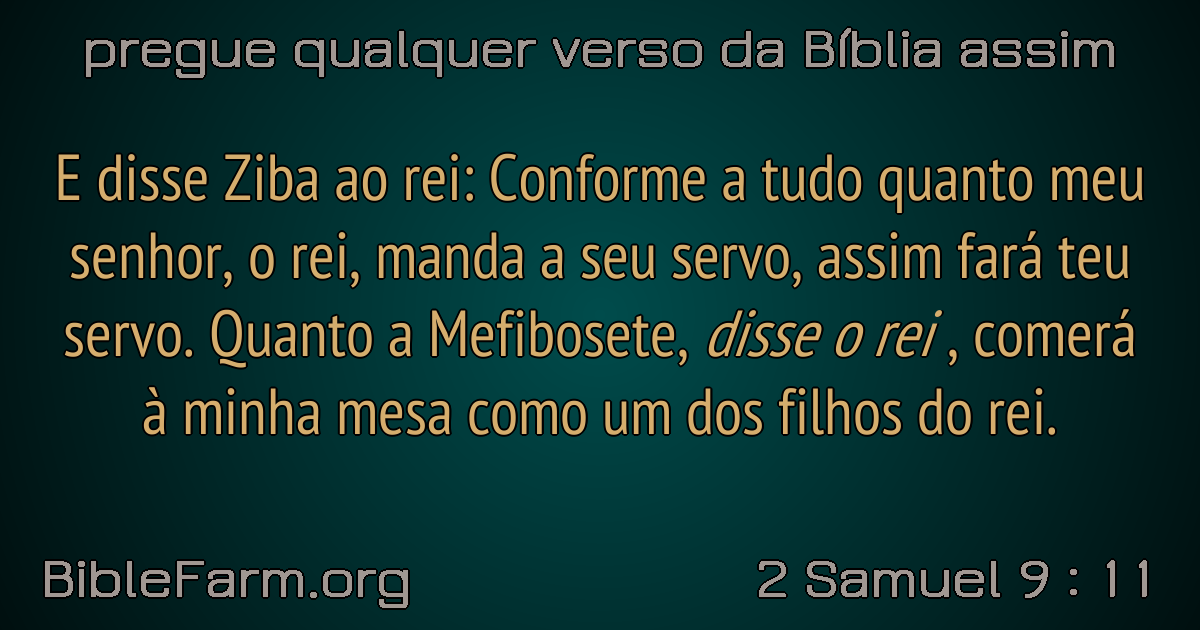 pregue qualquer verso da Bíblia assim
E disse Ziba ao rei: Conforme a tudo quanto meu
senhor, o rei, manda a seu servo, assim fará teu
servo. Quanto a Mefibosete, disse o rei , comerá
à minha mesa como um dos filhos do rei.
BibleFarm.org
2 Samuel 9 : 11